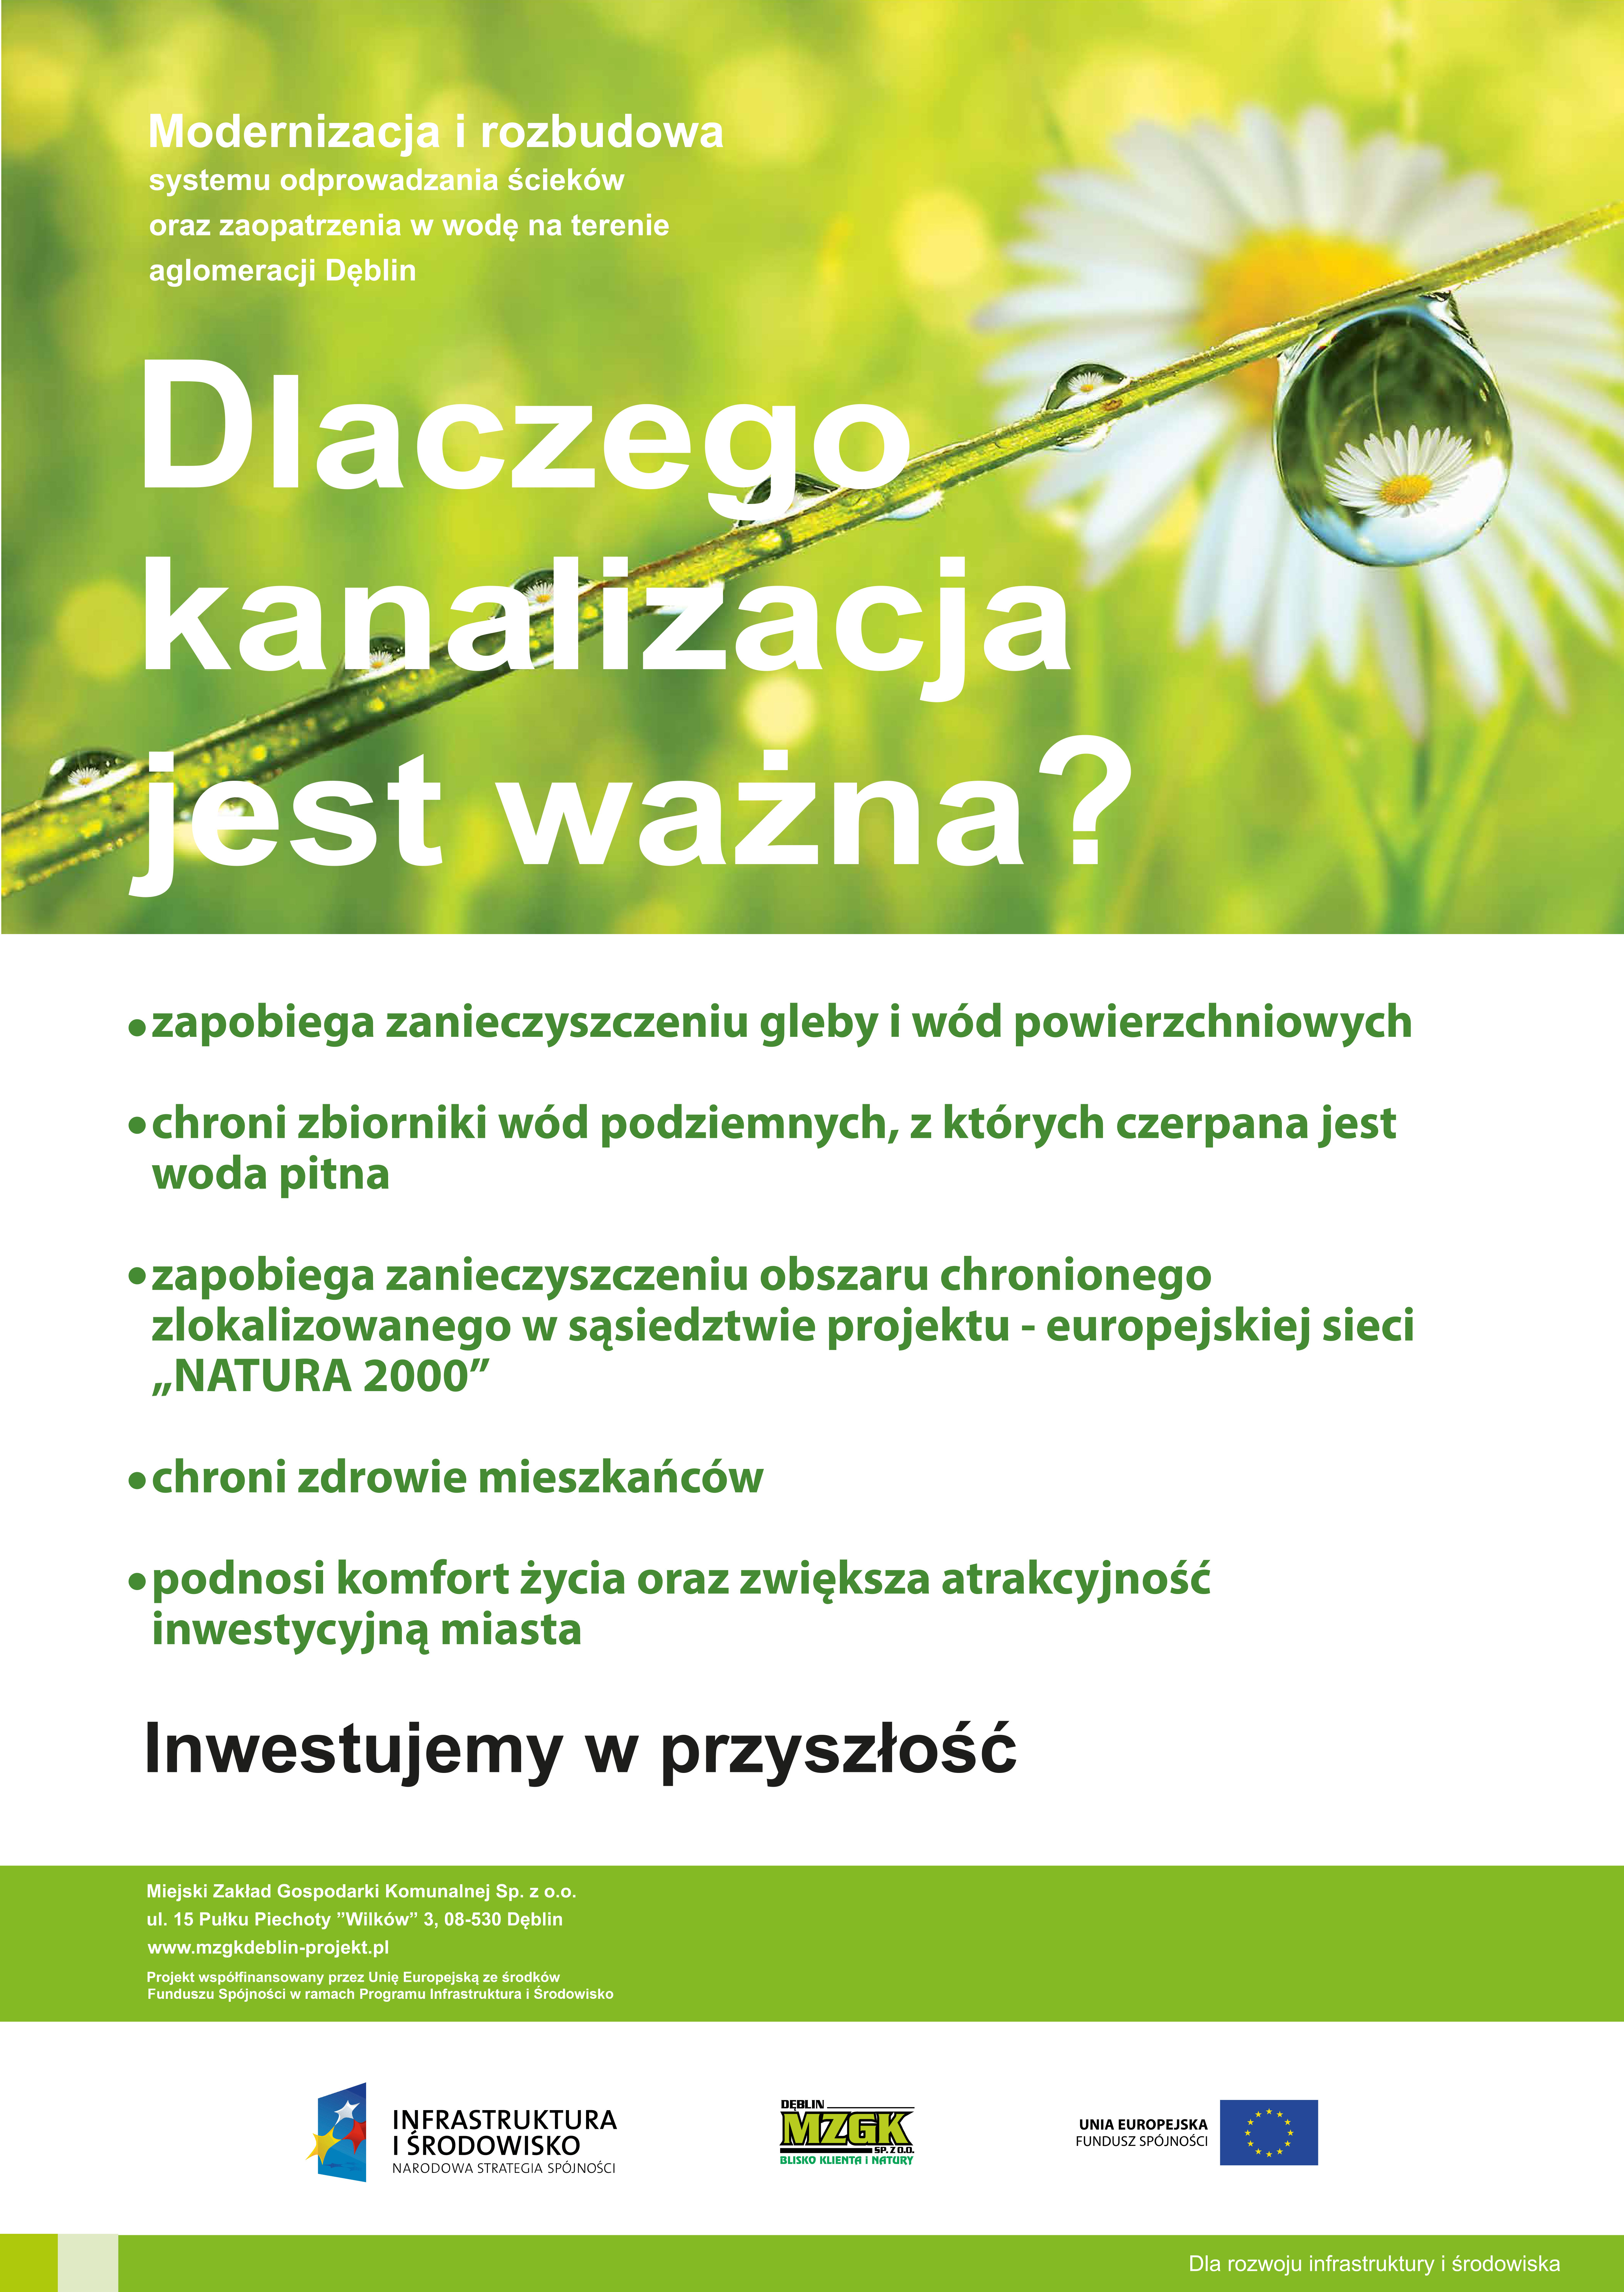 Modernizacja i rozbudowa
systemu odprowadzania ścieków
oraz zaopatrzenia w wodę na terenie
aglomeracji Dęblin
Dlaczego
kanalizacja
jest ważna?
•zapobiega zanieczyszczeniu gleby i wód powierzchniowych
•chroni zbiorniki wód podziemnych, z których czerpana jest
woda pitna
•zapobiega zanieczyszczeniu obszaru chronionego
zlokalizowanego w sąsiedztwie projektu - europejskiej sieci
„NATURA 2000”
•chroni zdrowie mieszkańców
•podnosi komfort życia oraz zwiększa atrakcyjność
inwestycyjną miasta
Inwestujemy w przyszłość
Miejski Zakład Gospodarki Komunalnej Sp. z o.o.
ul. 15 Pułku Piechoty ”Wilków” 3, 08-530 Dęblin
www.mzgkdeblin-projekt.pl
Projekt współfinansowany przez Unię Europejską ze środków
Funduszu Spójności w ramach Programu Infrastruktura i Środowisko
INFRASTRUKTURA
I ŚRODOWISKO
NARODOWA STRATEGIA SPÓJNOŚCI
DĘBLIN
MZGK
SP. Z O.O.
BLISKO KLIENTA i NATURY
UNIA EUROPEJSKA
FUNDUSZ SPÓJNOŚCI
Dla rozwoju infrastruktury i środowiska